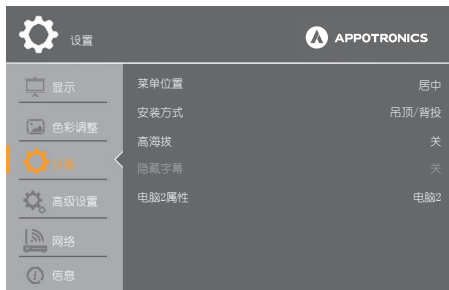 设置
APPOTRONICS
显示
色彩调整
设置
高级设置
网络
信息
菜单位置 居中
安装方式 吊顶/背投
高海拔 关
隐藏字幕 关
电脑2属性 电脑2